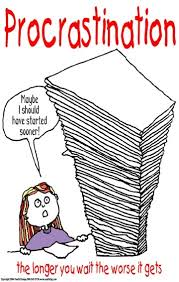 Procrastination
Maybe
I should
have started
sooner!
the longer you wait the worse it gets